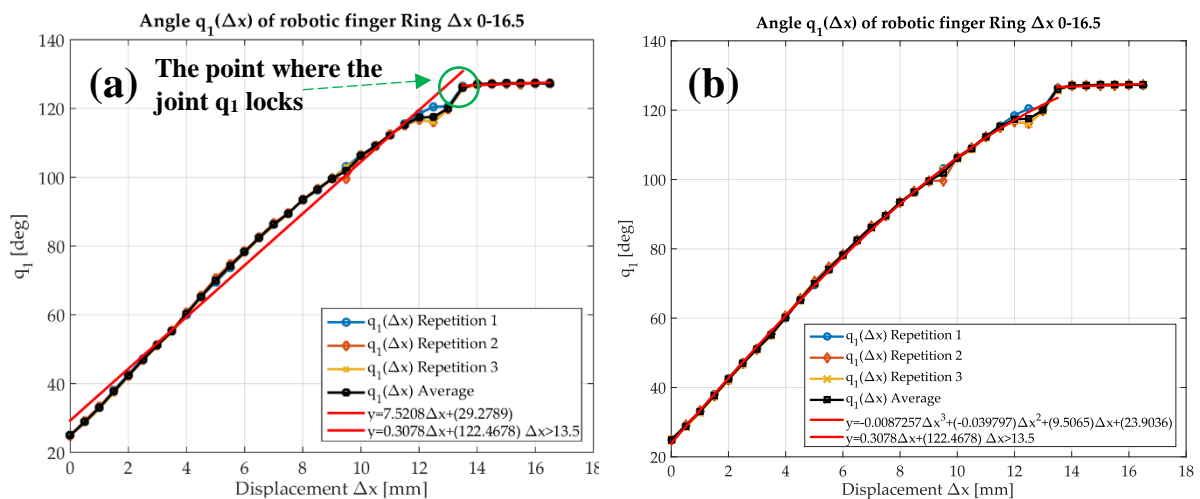 Angle q1(Δx) of robotic finger Ring Δx 0-16.5
(a)
The point where the
joint q1 locks
q1 [deg]
140
120
100
80
60
40
20
0 2 4 6 8 10 12 14 16 18
Displacement Δx [mm]
q1(Δx) Repetition 1
q1(Δx) Repetition 2
q1(Δx) Repetition 3
q1(Δx) Average
y=7.5208Δx+(29.2789)
y=0.3078Δx+(122.4678) Δx>13.5
Angle q1(Δx) of robotic finger Ring Δx 0-16.5
(b)
q1 [deg]
140
120
100
80
60
40
20
0 2 4 6 8 10 12 14 16 18
Displacement Δx [mm]
q1(Δx) Repetition 1
q1(Δx) Repetition 2
q1(Δx) Repetition 3
q1(Δx) Average
y=-0.0087257Δx^3+(-0.039797)Δx^2+(9.5065)Δx+(23.9036)
y=0.3078Δx+(122.4678) Δx>13.5